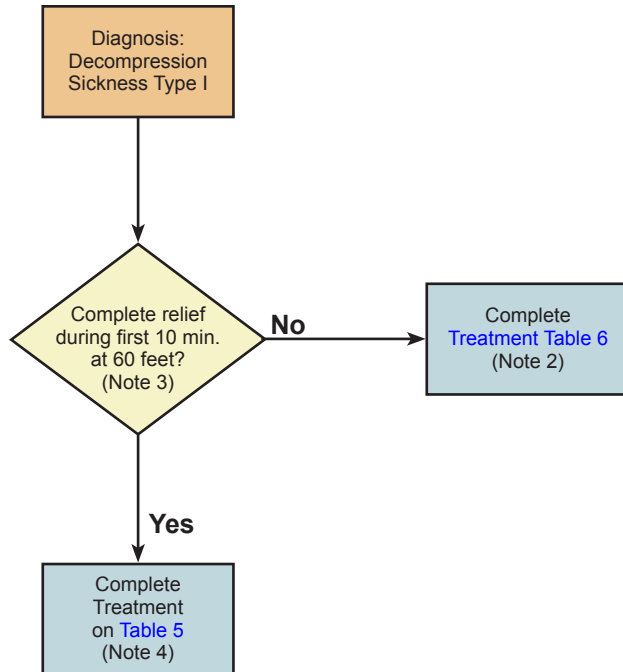 Diagnosis:
Decompression
Sickness Type I
Complete relief
during first 10 min.
at 60 feet?
(Note 3)
No
Complete
Treatment Table 6
(Note 2)
Yes
Complete
Treatment
on Table 5
(Note 4)